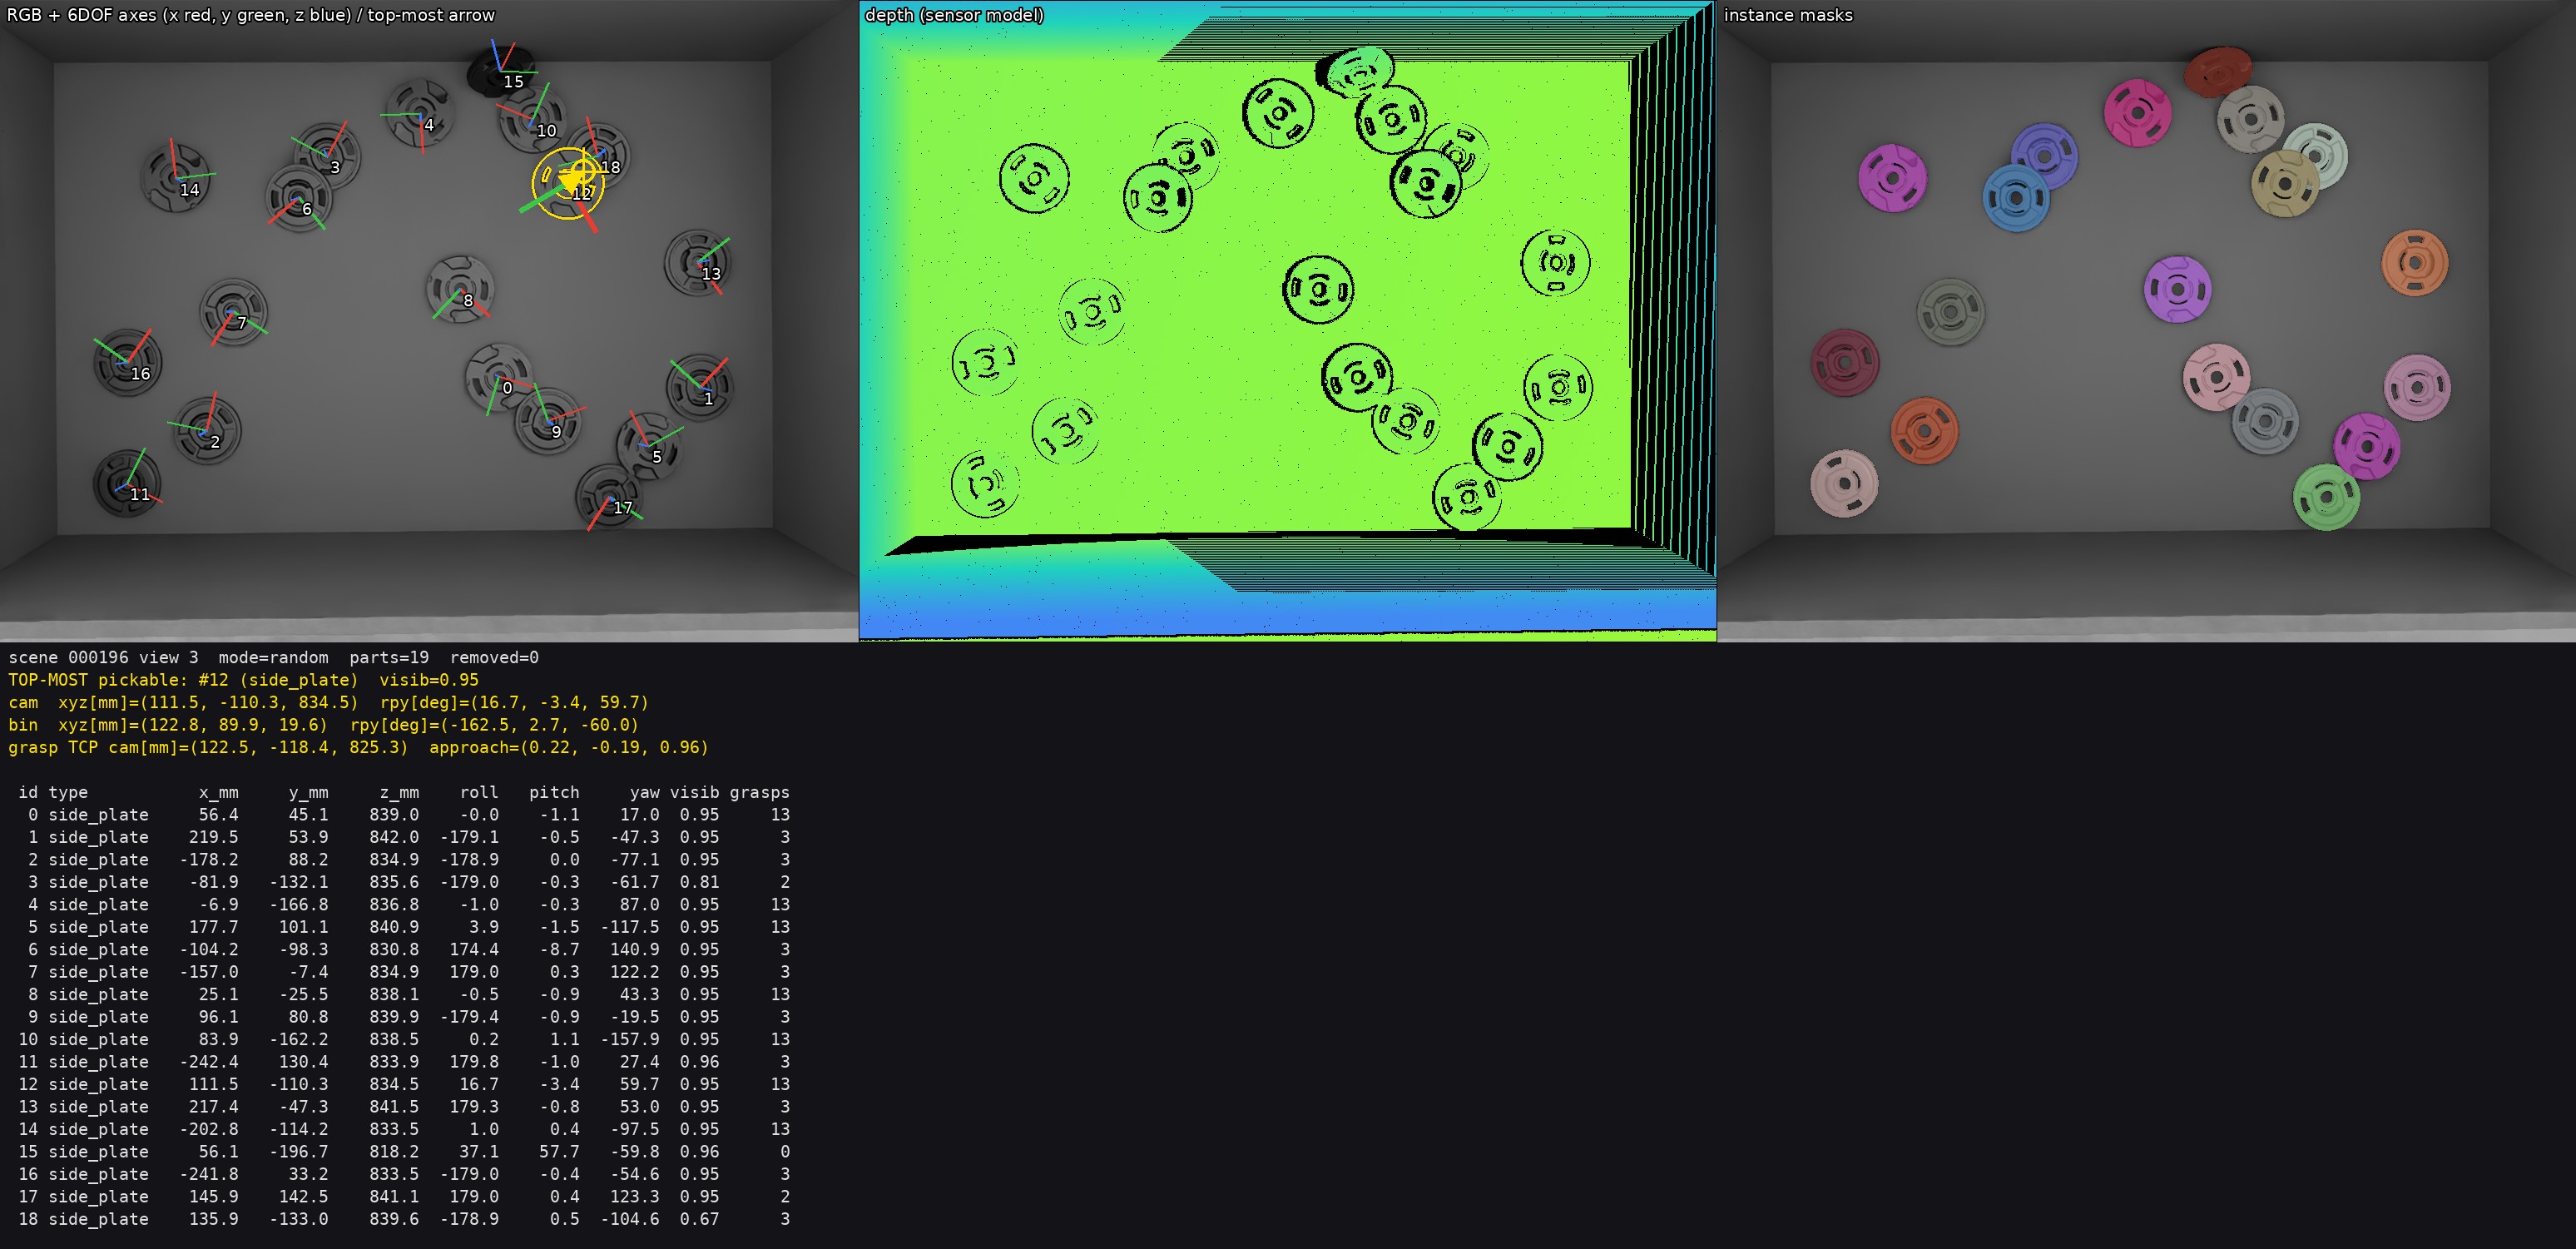 RGB + 6DOF axes (x red, y green, z blue) / top-most arrow
depth (sensor model)
instance masks
15
4
10
3
18
14
12
6
13
8
7
16
0
1
2
9
5
11
17
scene 000196 view 3 mode=random parts=19 removed=0
TOP-MOST pickable: #12 (side_plate) visib=0.95
cam xyz[mm]=(111.5, -110.3, 834.5) rpy[deg]=(16.7, -3.4, 59.7)
bin xyz[mm]=(122.8, 89.9, 19.6) rpy[deg]=(-162.5, 2.7, -60.0)
grasp TCP cam[mm]=(122.5, -118.4, 825.3) approach=(0.22, -0.19, 0.96)
id type x_mm y_mm z_mm roll pitch yaw visib grasps
0 side_plate 56.4 45.1 839.0 -0.0 -1.1 17.0 0.95 13
1 side_plate 219.5 53.9 842.0 -179.1 -0.5 -47.3 0.95 3
2 side_plate -178.2 88.2 834.9 -178.9 0.0 -77.1 0.95 3
3 side_plate -81.9 -132.1 835.6 -179.0 -0.3 -61.7 0.81 2
4 side_plate -6.9 -166.8 836.8 -1.0 -0.3 87.0 0.95 13
5 side_plate 177.7 101.1 840.9 3.9 -1.5 -117.5 0.95 13
6 side_plate -104.2 -98.3 830.8 174.4 -8.7 140.9 0.95 3
7 side_plate -157.0 -7.4 834.9 179.0 0.3 122.2 0.95 3
8 side_plate 25.1 -25.5 838.1 -0.5 -0.9 43.3 0.95 13
9 side_plate 96.1 80.8 839.9 -179.4 -0.9 -19.5 0.95 3
10 side_plate 83.9 -162.2 838.5 0.2 1.1 -157.9 0.95 13
11 side_plate -242.4 130.4 833.9 179.8 -1.0 27.4 0.96 3
12 side_plate 111.5 -110.3 834.5 16.7 -3.4 59.7 0.95 13
13 side_plate 217.4 -47.3 841.5 179.3 -0.8 53.0 0.95 3
14 side_plate -202.8 -114.2 833.5 1.0 0.4 -97.5 0.95 13
15 side_plate 56.1 -196.7 818.2 37.1 57.7 -59.8 0.96 0
16 side_plate -241.8 33.2 833.5 -179.0 -0.4 -54.6 0.95 3
17 side_plate 145.9 142.5 841.1 179.0 0.4 123.3 0.95 2
18 side_plate 135.9 -133.0 839.6 -178.9 0.5 -104.6 0.67 3